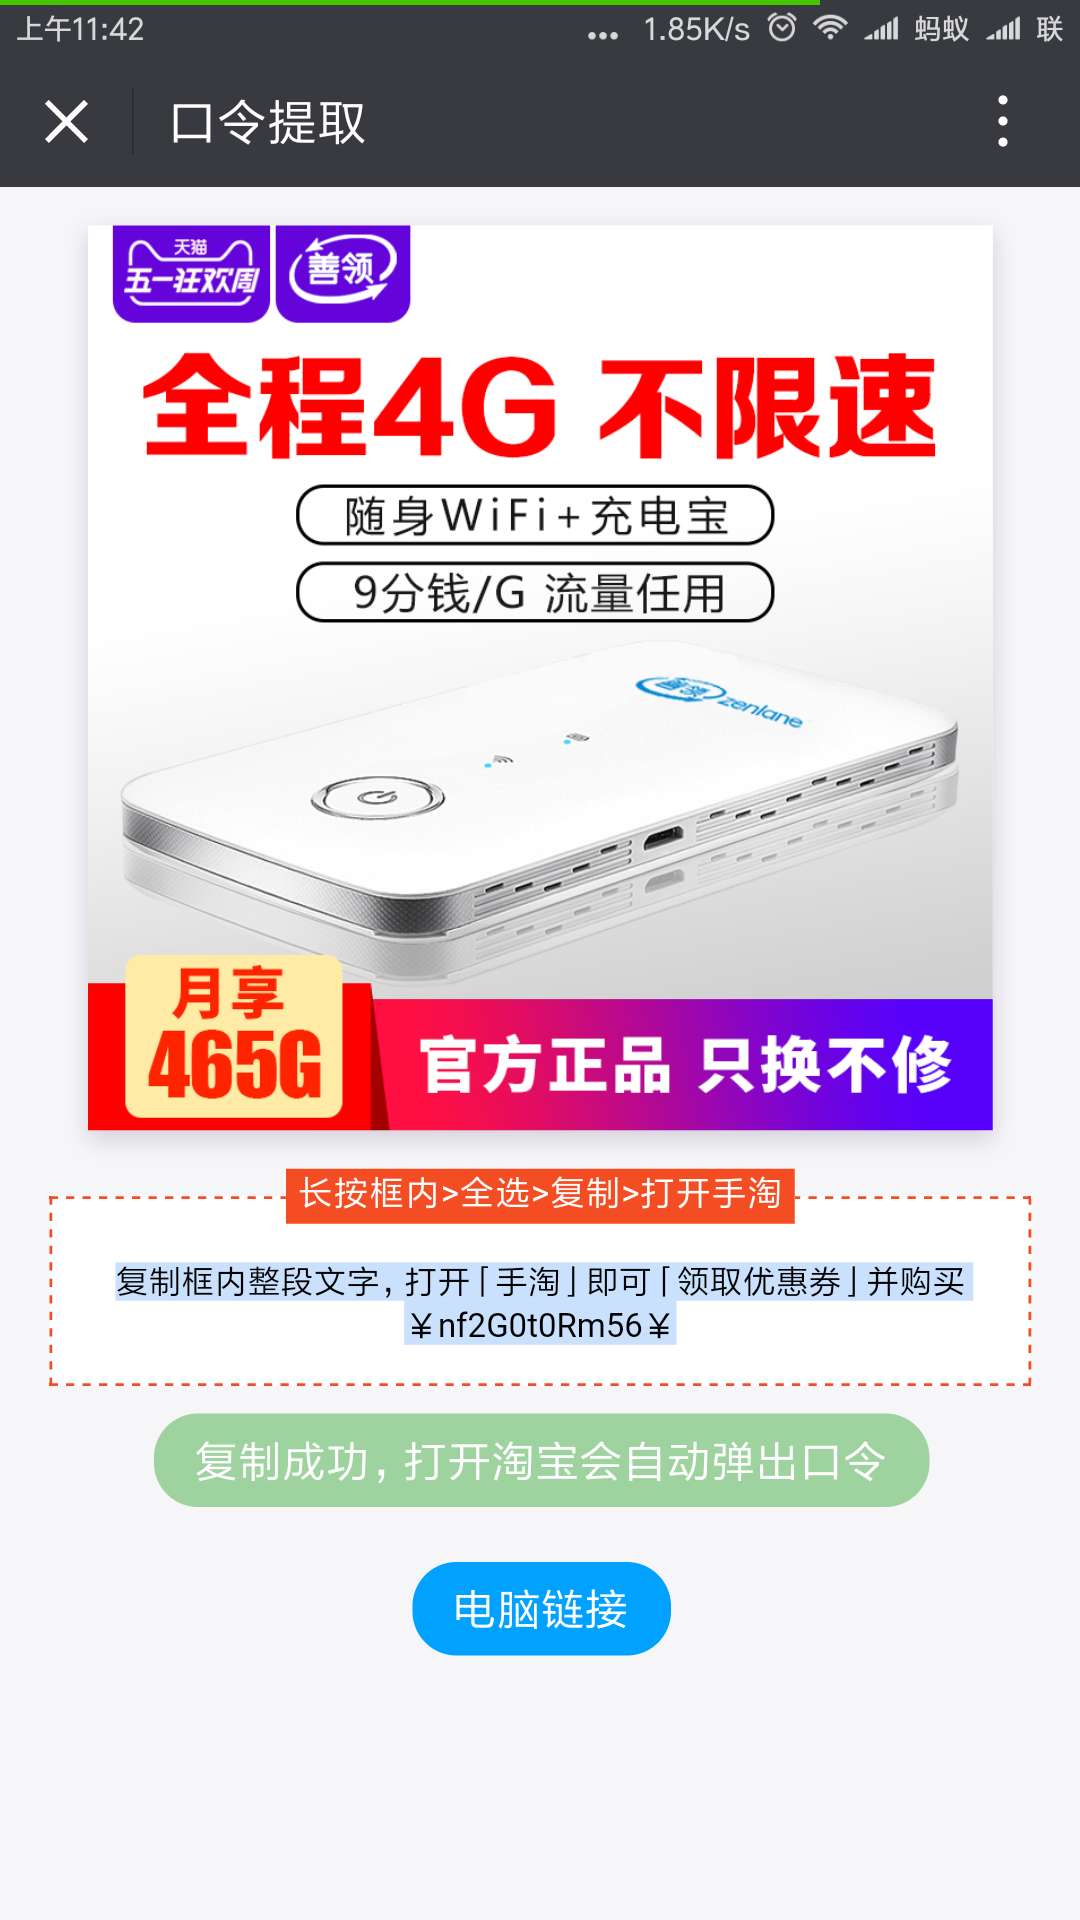 上午11:42
... 1.85K/s 蚂蚁 联
口令提取
天猫
五一狂欢周
善领
全程4G 不限速
随身WiFi+充电宝
9分钱/G 流量任用
善领 zenlane
月享
465G
官方正品 只换不修
长按框内>全选>复制>打开手淘
复制框内整段文字,打开「手淘」即可「领取优惠券」并购买
￥nf2G0t0Rm56￥
复制成功,打开淘宝会自动弹出口令
电脑链接